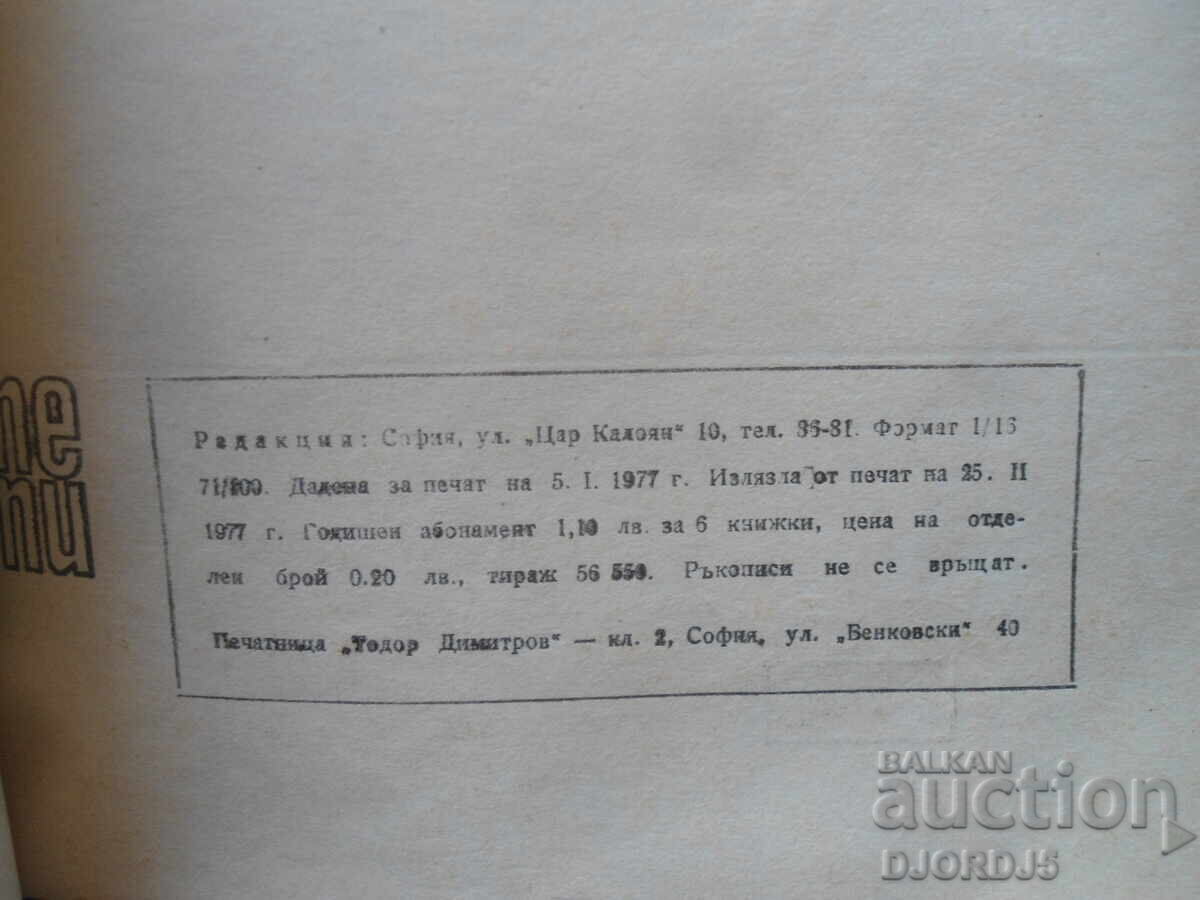 те
ти
Редакция: София, ул. „Цар Калоян“ 10, тел. 36-81. Формат 1/16
71/100. Дадена за печат на 5. I. 1977 г. Излязла от печат на 25. II
1977 г. Годишен абонамент 1,10 лв. за 6 книжки, цена на отде-
лен брой 0.20 лв., тираж 56 550. Ръкописи не се връщат.
Печатница „Тодор Димитров“ — кл. 2, София, ул. „Бенковски“ 40
BALKAN
auction
DJORDJ5